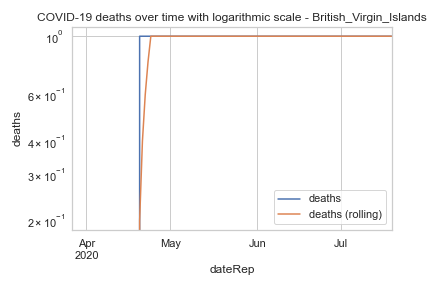 COVID-19 deaths over time with logarithmic scale - British_Virgin_Islands
10⁰
6 × 10⁻¹
4 × 10⁻¹
3 × 10⁻¹
2 × 10⁻¹
deaths
deaths
deaths (rolling)
Apr
2020
May
Jun
Jul
dateRep